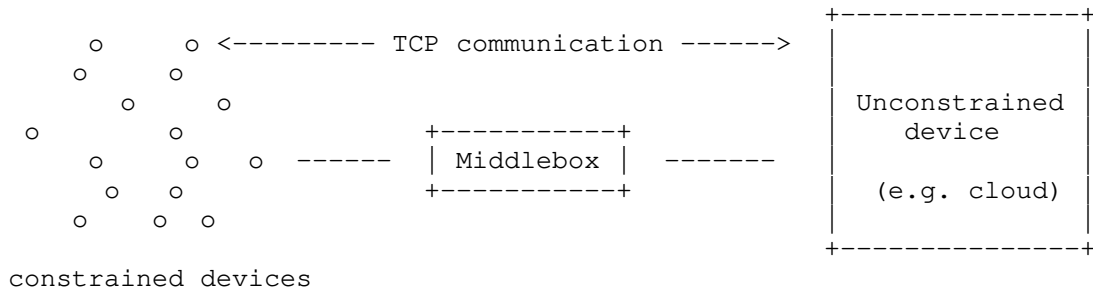 TCP communication
Unconstrained
device
Middlebox
(e.g. cloud)
constrained devices